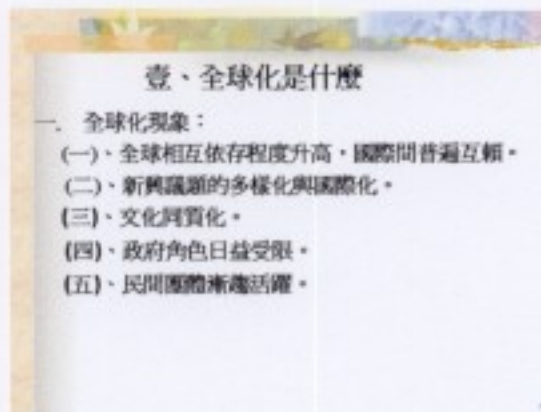 壹、全球化是什麼
一. 全球化現象：
(一)、全球相互依存程度升高，國際間普遍互賴。
(二)、新興議題的多樣化與國際化。
(三)、文化同質化。
(四)、政府角色日益受限。
(五)、民間團體漸趨活躍。